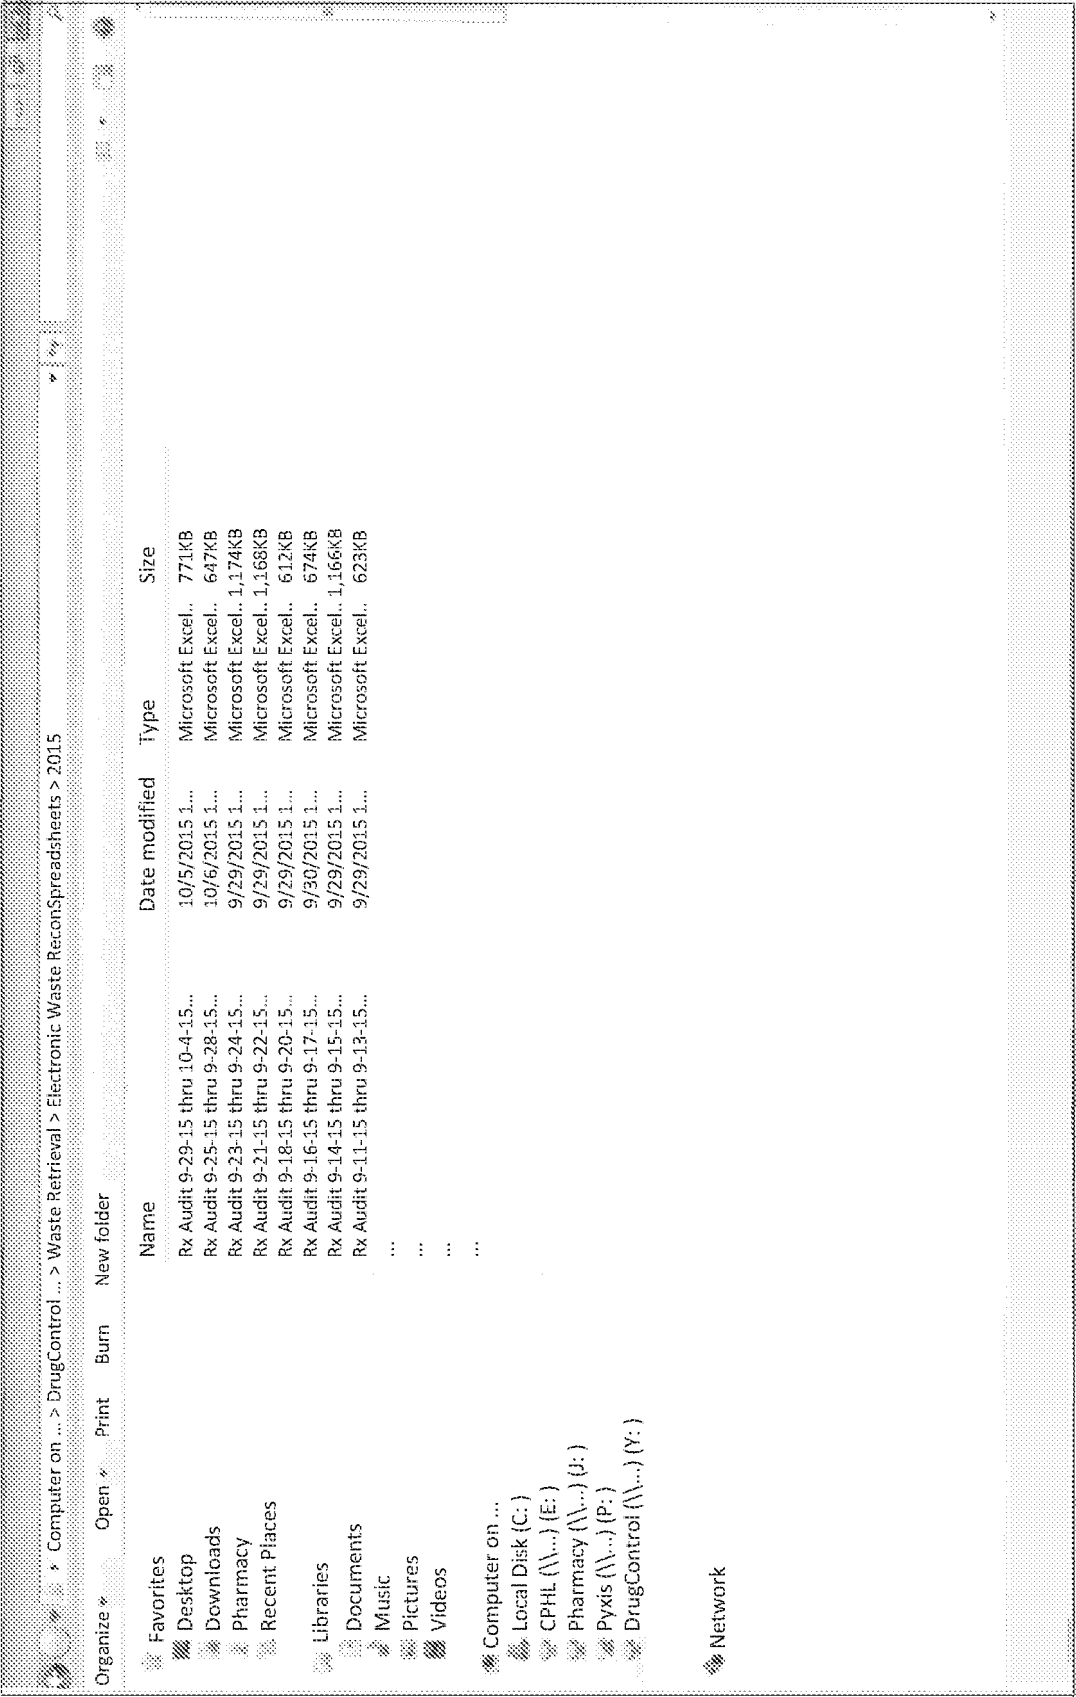 Computer on ... > DrugControl ... > Waste Retrieval > Electronic Waste ReconSpreadsheets > 2015
Organize Open Print Burn New folder
Favorites
Desktop
Downloads
Pharmacy
Recent Places
Libraries
Documents
Music
Pictures
Videos
Computer on ...
Local Disk (C: )
CPHL (\\...) (E: )
Pharmacy (\\...) (J: )
Pyxis (\\...) (P: )
DrugControl (\\...) (Y: )
Network
Name Date modified Type Size
Rx Audit 9-29-15 thru 10-4-15... 10/5/2015 1... Microsoft Excel.. 771KB
Rx Audit 9-25-15 thru 9-28-15... 10/6/2015 1... Microsoft Excel.. 647KB
Rx Audit 9-23-15 thru 9-24-15... 9/29/2015 1... Microsoft Excel.. 1,174KB
Rx Audit 9-21-15 thru 9-22-15... 9/29/2015 1... Microsoft Excel.. 1,168KB
Rx Audit 9-18-15 thru 9-20-15... 9/29/2015 1... Microsoft Excel.. 612KB
Rx Audit 9-16-15 thru 9-17-15... 9/30/2015 1... Microsoft Excel.. 674KB
Rx Audit 9-14-15 thru 9-15-15... 9/29/2015 1... Microsoft Excel.. 1,166KB
Rx Audit 9-11-15 thru 9-13-15... 9/29/2015 1... Microsoft Excel.. 623KB
...
...
...
...